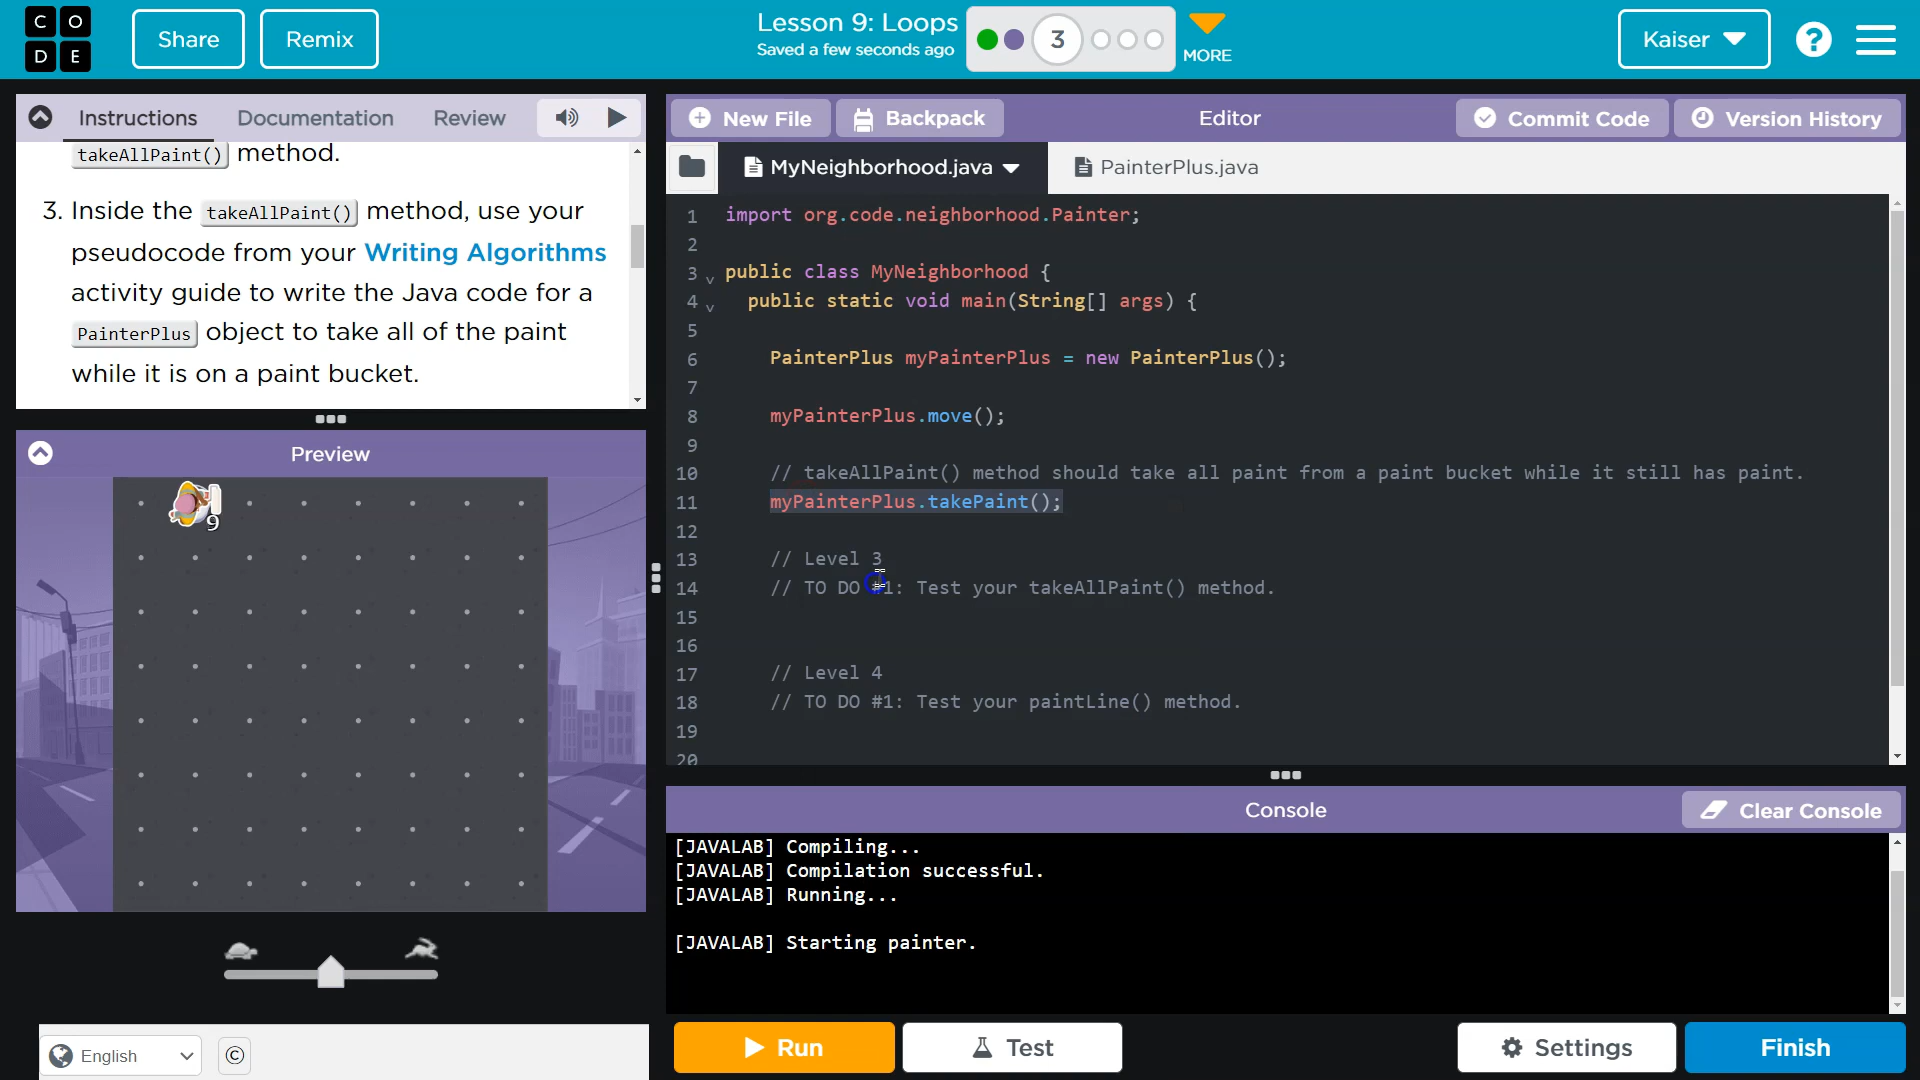 C O
D E
Share
Remix
Lesson 9: Loops
Saved a few seconds ago
3
MORE
Kaiser
?
Instructions
Documentation
Review
takeAllPaint() method.
3. Inside the takeAllPaint() method, use your
pseudocode from your Writing Algorithms
activity guide to write the Java code for a
PainterPlus object to take all of the paint
while it is on a paint bucket.
Preview
9
English
©
New File
Backpack
Editor
Commit Code
Version History
MyNeighborhood.java
PainterPlus.java
1 import org.code.neighborhood.Painter;
2
3 public class MyNeighborhood {
4 public static void main(String[] args) {
5
6 PainterPlus myPainterPlus = new PainterPlus();
7
8 myPainterPlus.move();
9
10 // takeAllPaint() method should take all paint from a paint bucket while it still has paint.
11 myPainterPlus.takePaint();
12
13 // Level 3
14 // TO DO #1: Test your takeAllPaint() method.
15
16
17 // Level 4
18 // TO DO #1: Test your paintLine() method.
19
20
Console
Clear Console
[JAVALAB] Compiling...
[JAVALAB] Compilation successful.
[JAVALAB] Running...
[JAVALAB] Starting painter.
Run
Test
Settings
Finish